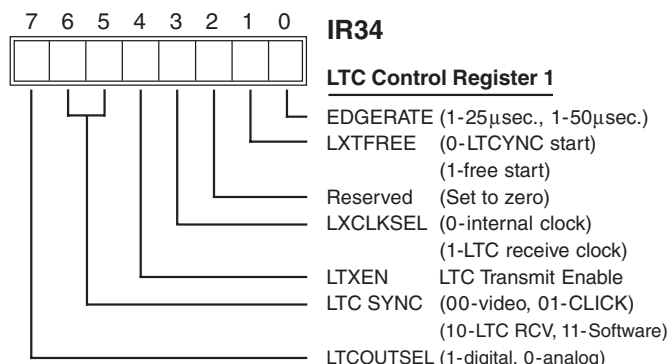 7 6 5 4 3 2 1 0
IR34
LTC Control Register 1
EDGERATE (1-25μsec., 1-50μsec.)
LXTFREE (0-LTCYNC start)
(1-free start)
Reserved (Set to zero)
LXCLKSEL (0-internal clock)
(1-LTC receive clock)
LTXEN LTC Transmit Enable
LTC SYNC (00-video, 01-CLICK)
(10-LTC RCV, 11-Software)
LTCOUTSEL (1-digital, 0-analog)